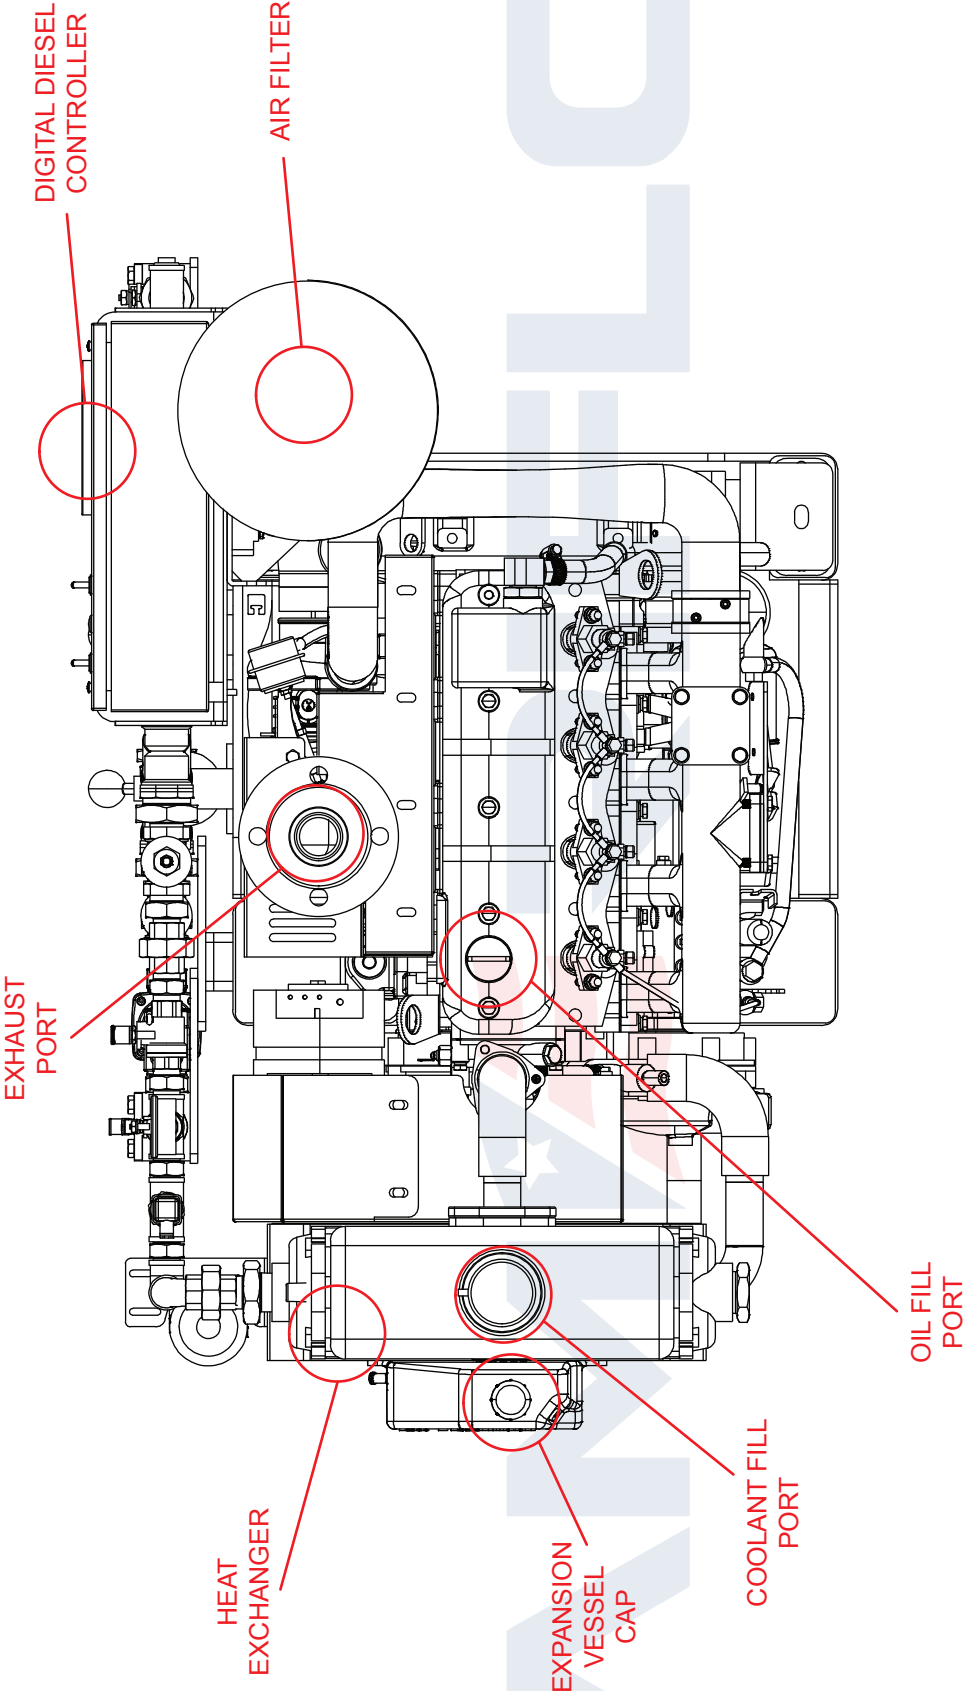 EXHAUST
PORT
DIGITAL DIESEL
CONTROLLER
HEAT
EXCHANGER
AIR FILTER
EXPANSION
VESSEL
CAP
COOLANT FILL
PORT
OIL FILL
PORT